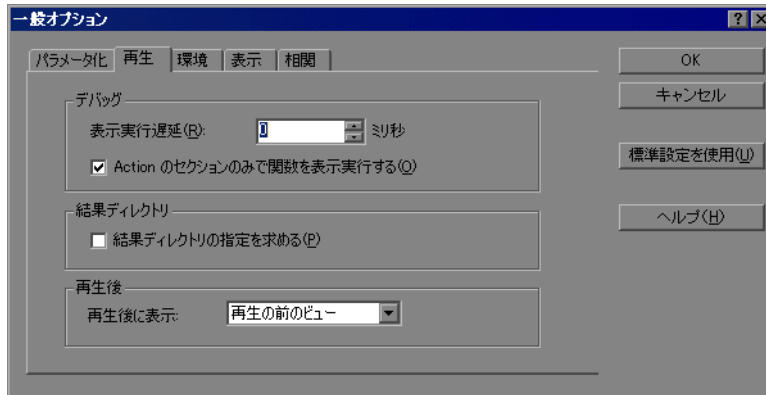 一般オプション
パラメータ化 再生 環境 表示 相関
OK
キャンセル
標準設定を使用(U)
ヘルプ(H)
デバッグ
表示実行遅延(R): 0 ミリ秒
Action のセクションのみで関数を表示実行する(O)
結果ディレクトリ
結果ディレクトリの指定を求める(P)
再生後
再生後に表示: 再生の前のビュー